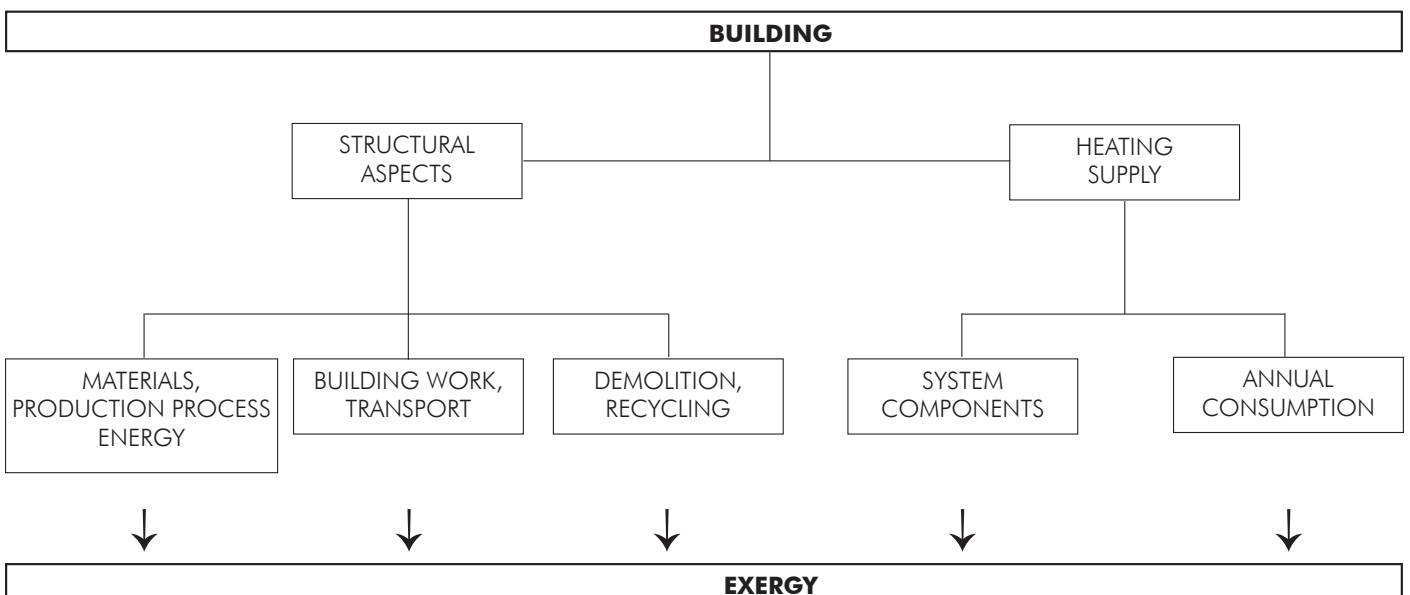 BUILDING
STRUCTURAL
ASPECTS
HEATING
SUPPLY
MATERIALS,
PRODUCTION PROCESS
ENERGY
BUILDING WORK,
TRANSPORT
DEMOLITION,
RECYCLING
SYSTEM
COMPONENTS
ANNUAL
CONSUMPTION
EXERGY